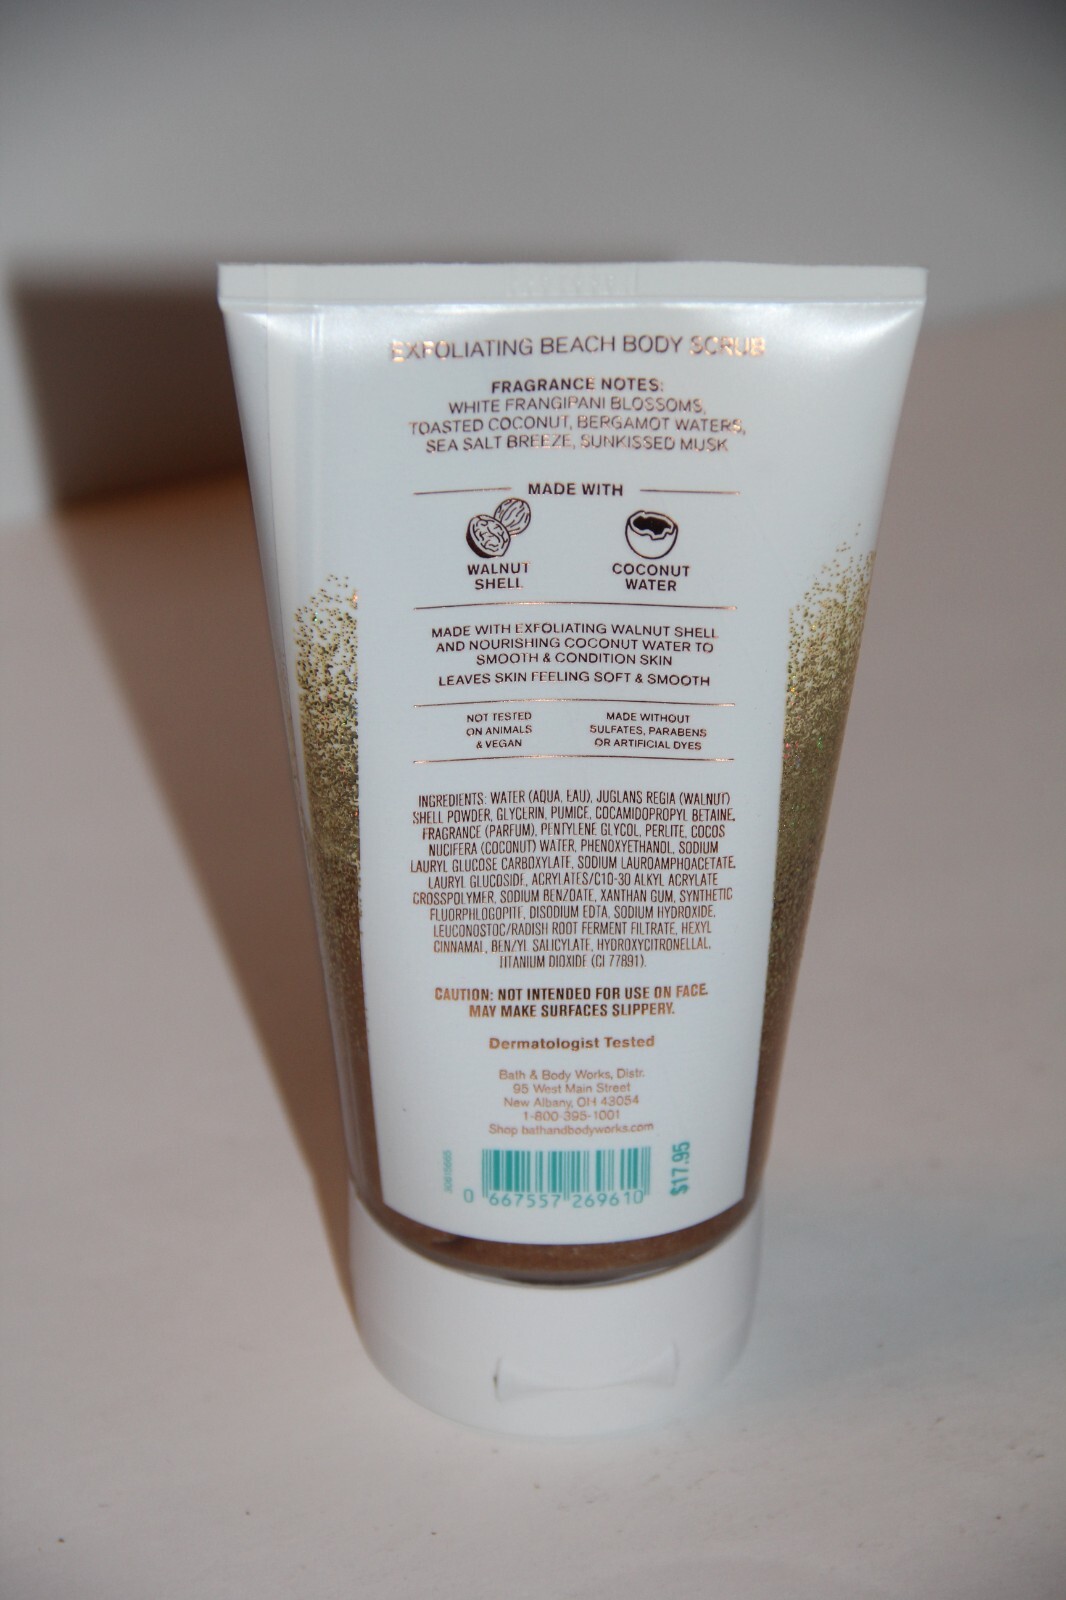 EXFOLIATING BEACH BODY SCRUB
FRAGRANCE NOTES:
WHITE FRANGIPANI BLOSSOMS,
TOASTED COCONUT, BERGAMOT WATERS,
SEA SALT BREEZE, SUNKISSED MUSK
MADE WITH
WALNUT
SHELL
COCONUT
WATER
MADE WITH EXFOLIATING WALNUT SHELL
AND NOURISHING COCONUT WATER TO
SMOOTH & CONDITION SKIN
LEAVES SKIN FEELING SOFT & SMOOTH
NOT TESTED
ON ANIMALS
& VEGAN
MADE WITHOUT
SULFATES, PARABENS
OR ARTIFICIAL DYES
INGREDIENTS: WATER (AQUA, EAU), JUGLANS REGIA (WALNUT)
SHELL POWDER, GLYCERIN, PUMICE, COCAMIDOPROPYL BETAINE,
FRAGRANCE (PARFUM), PENTYLENE GLYCOL, PERLITE, COCOS
NUCIFERA (COCONUT) WATER, PHENOXYETHANOL, SODIUM
LAURYL GLUCOSE CARBOXYLATE, SODIUM LAUROAMPHOACETATE,
LAURYL GLUCOSIDE, ACRYLATES/C10-30 ALKYL ACRYLATE
CROSSPOLYMER, SODIUM BENZOATE, XANTHAN GUM, SYNTHETIC
FLUORPHLOGOPITE, DISODIUM EDTA, SODIUM HYDROXIDE,
LEUCONOSTOC/RADISH ROOT FERMENT FILTRATE, HEXYL
CINNAMAL, BENZYL SALICYLATE, HYDROXYCITRONELLAL,
TITANIUM DIOXIDE (CI 77891).
CAUTION: NOT INTENDED FOR USE ON FACE.
MAY MAKE SURFACES SLIPPERY.
Dermatologist Tested
Bath & Body Works, Distr.
95 West Main Street
New Albany, OH 43054
1-800-395-1001
Shop bathandbodyworks.com
0 667557 269610
$17.95